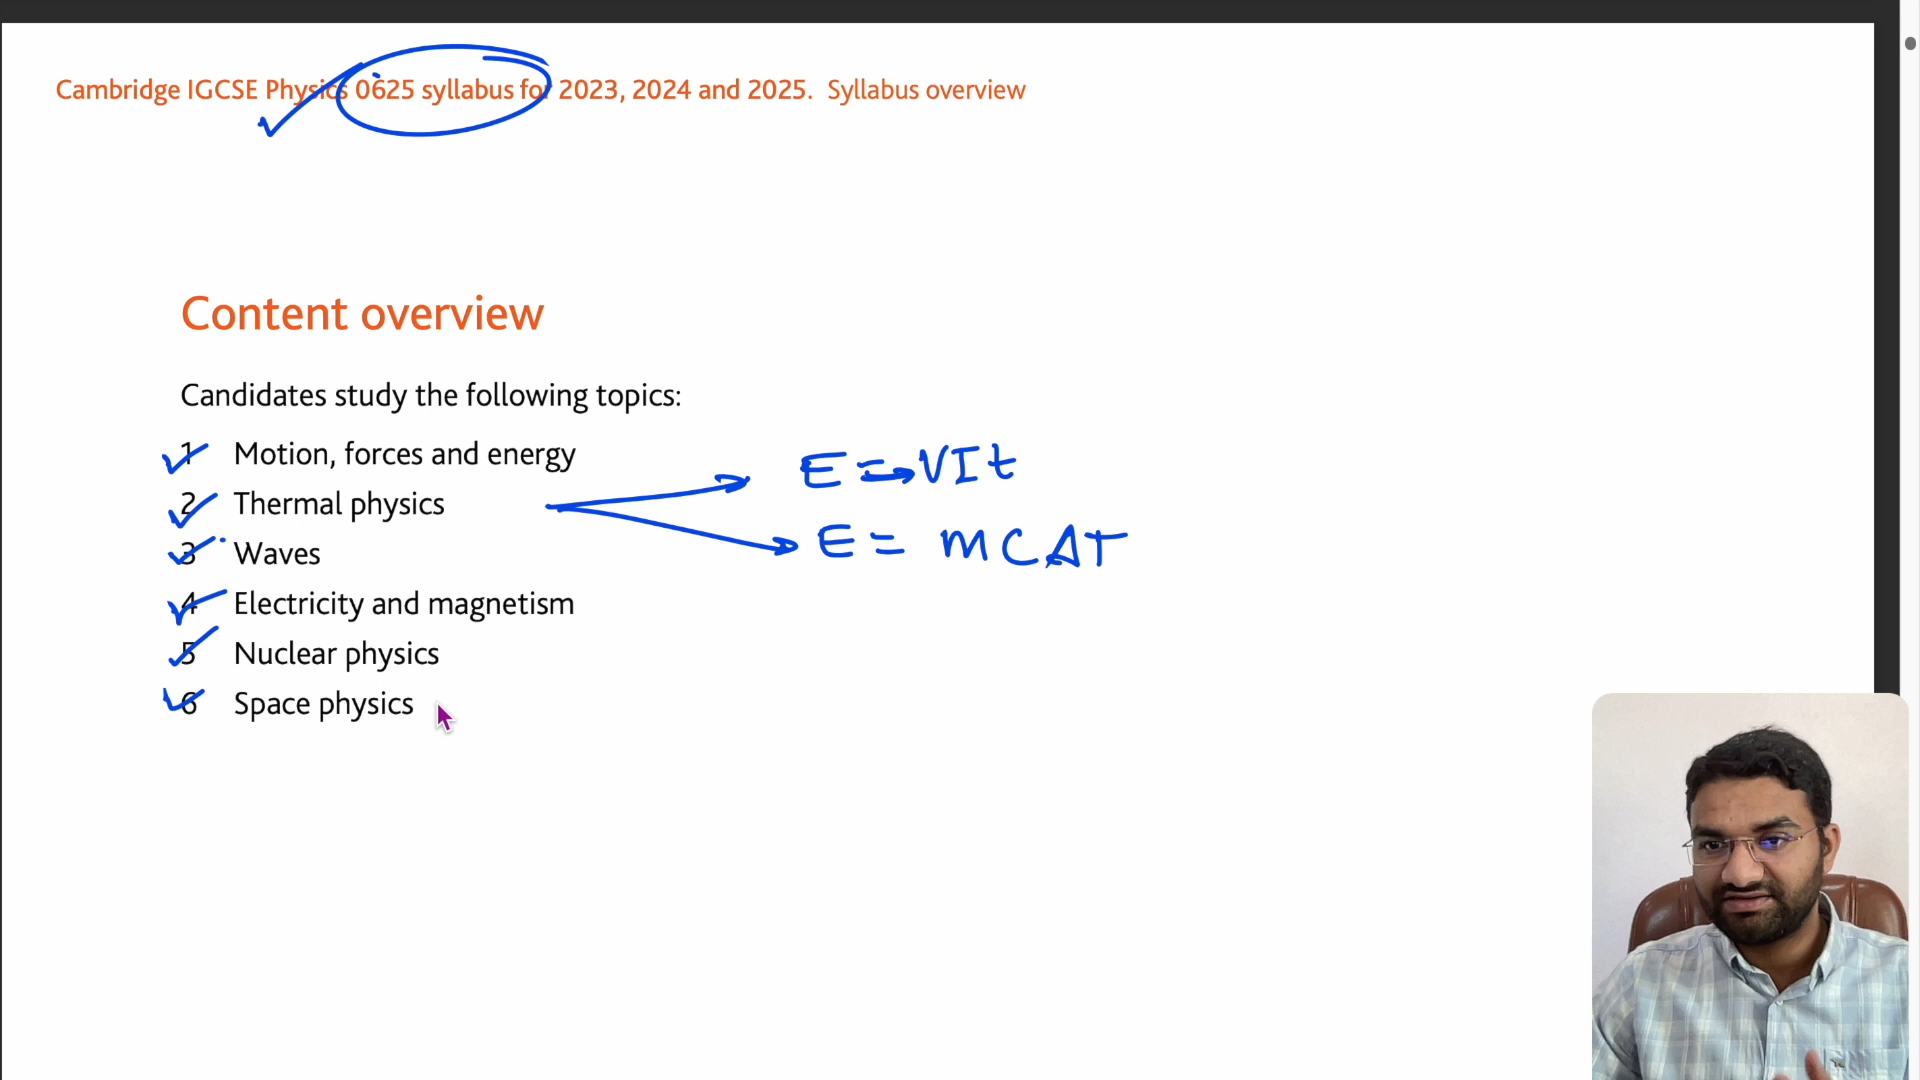 Cambridge IGCSE Physics 0625 syllabus for 2023, 2024 and 2025. Syllabus overview
Content overview
Candidates study the following topics:
1 Motion, forces and energy
2 Thermal physics
3 Waves
4 Electricity and magnetism
5 Nuclear physics
6 Space physics
E = VIt
E = mCΔT